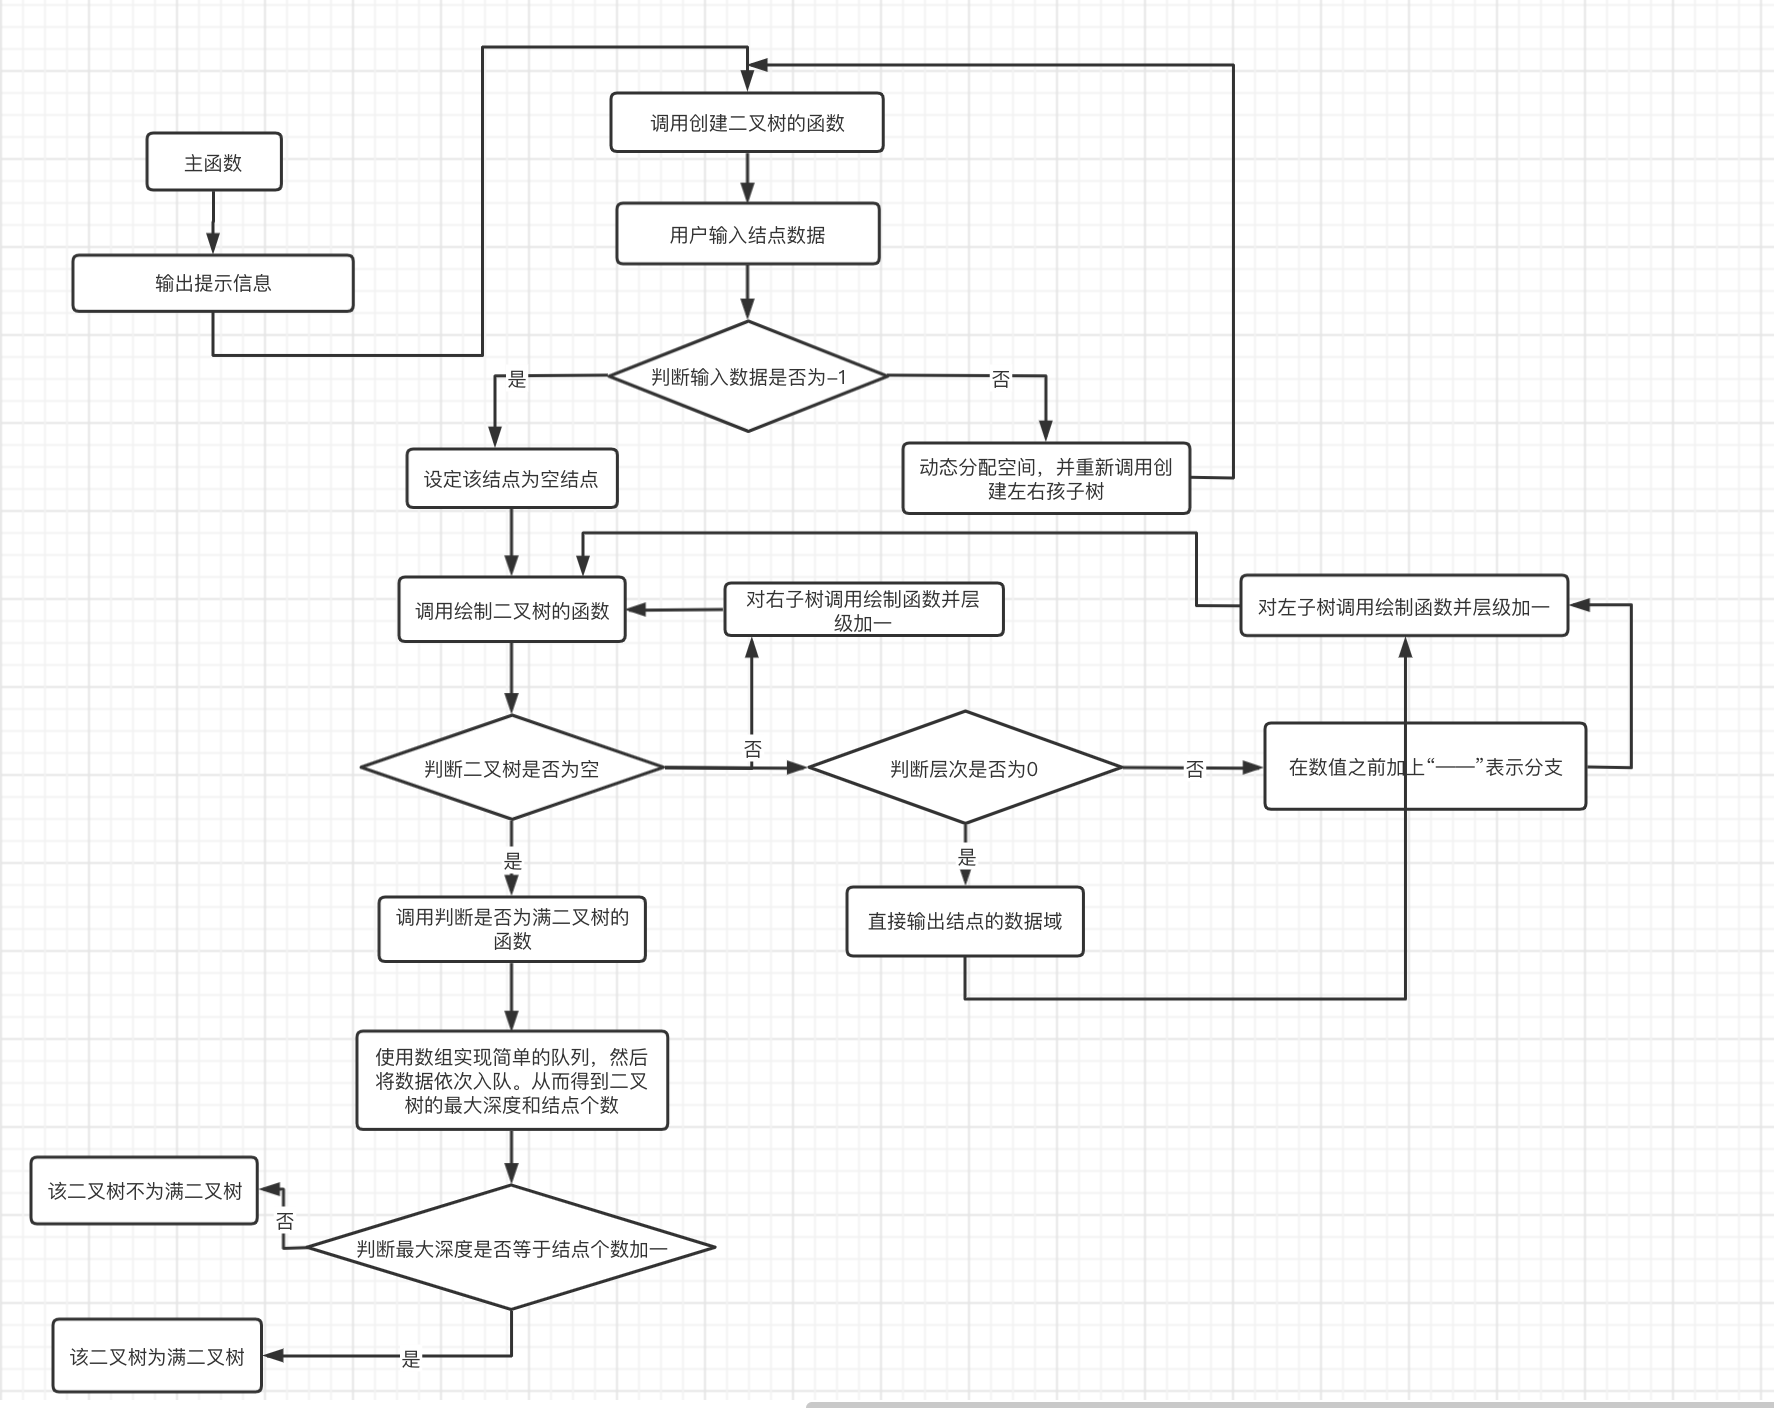 主函数
输出提示信息
调用创建二叉树的函数
用户输入结点数据
判断输入数据是否为-1
是
否
设定该结点为空结点
动态分配空间，并重新调用创
建左右孩子树
调用绘制二叉树的函数
对右子树调用绘制函数并层
级加一
对左子树调用绘制函数并层级加一
判断二叉树是否为空
否
判断层次是否为0
否
在数值之前加上“——”表示分支
是
是
调用判断是否为满二叉树的
函数
直接输出结点的数据域
使用数组实现简单的队列，然后
将数据依次入队。从而得到二叉
树的最大深度和结点个数
该二叉树不为满二叉树
否
判断最大深度是否等于结点个数加一
该二叉树为满二叉树
是